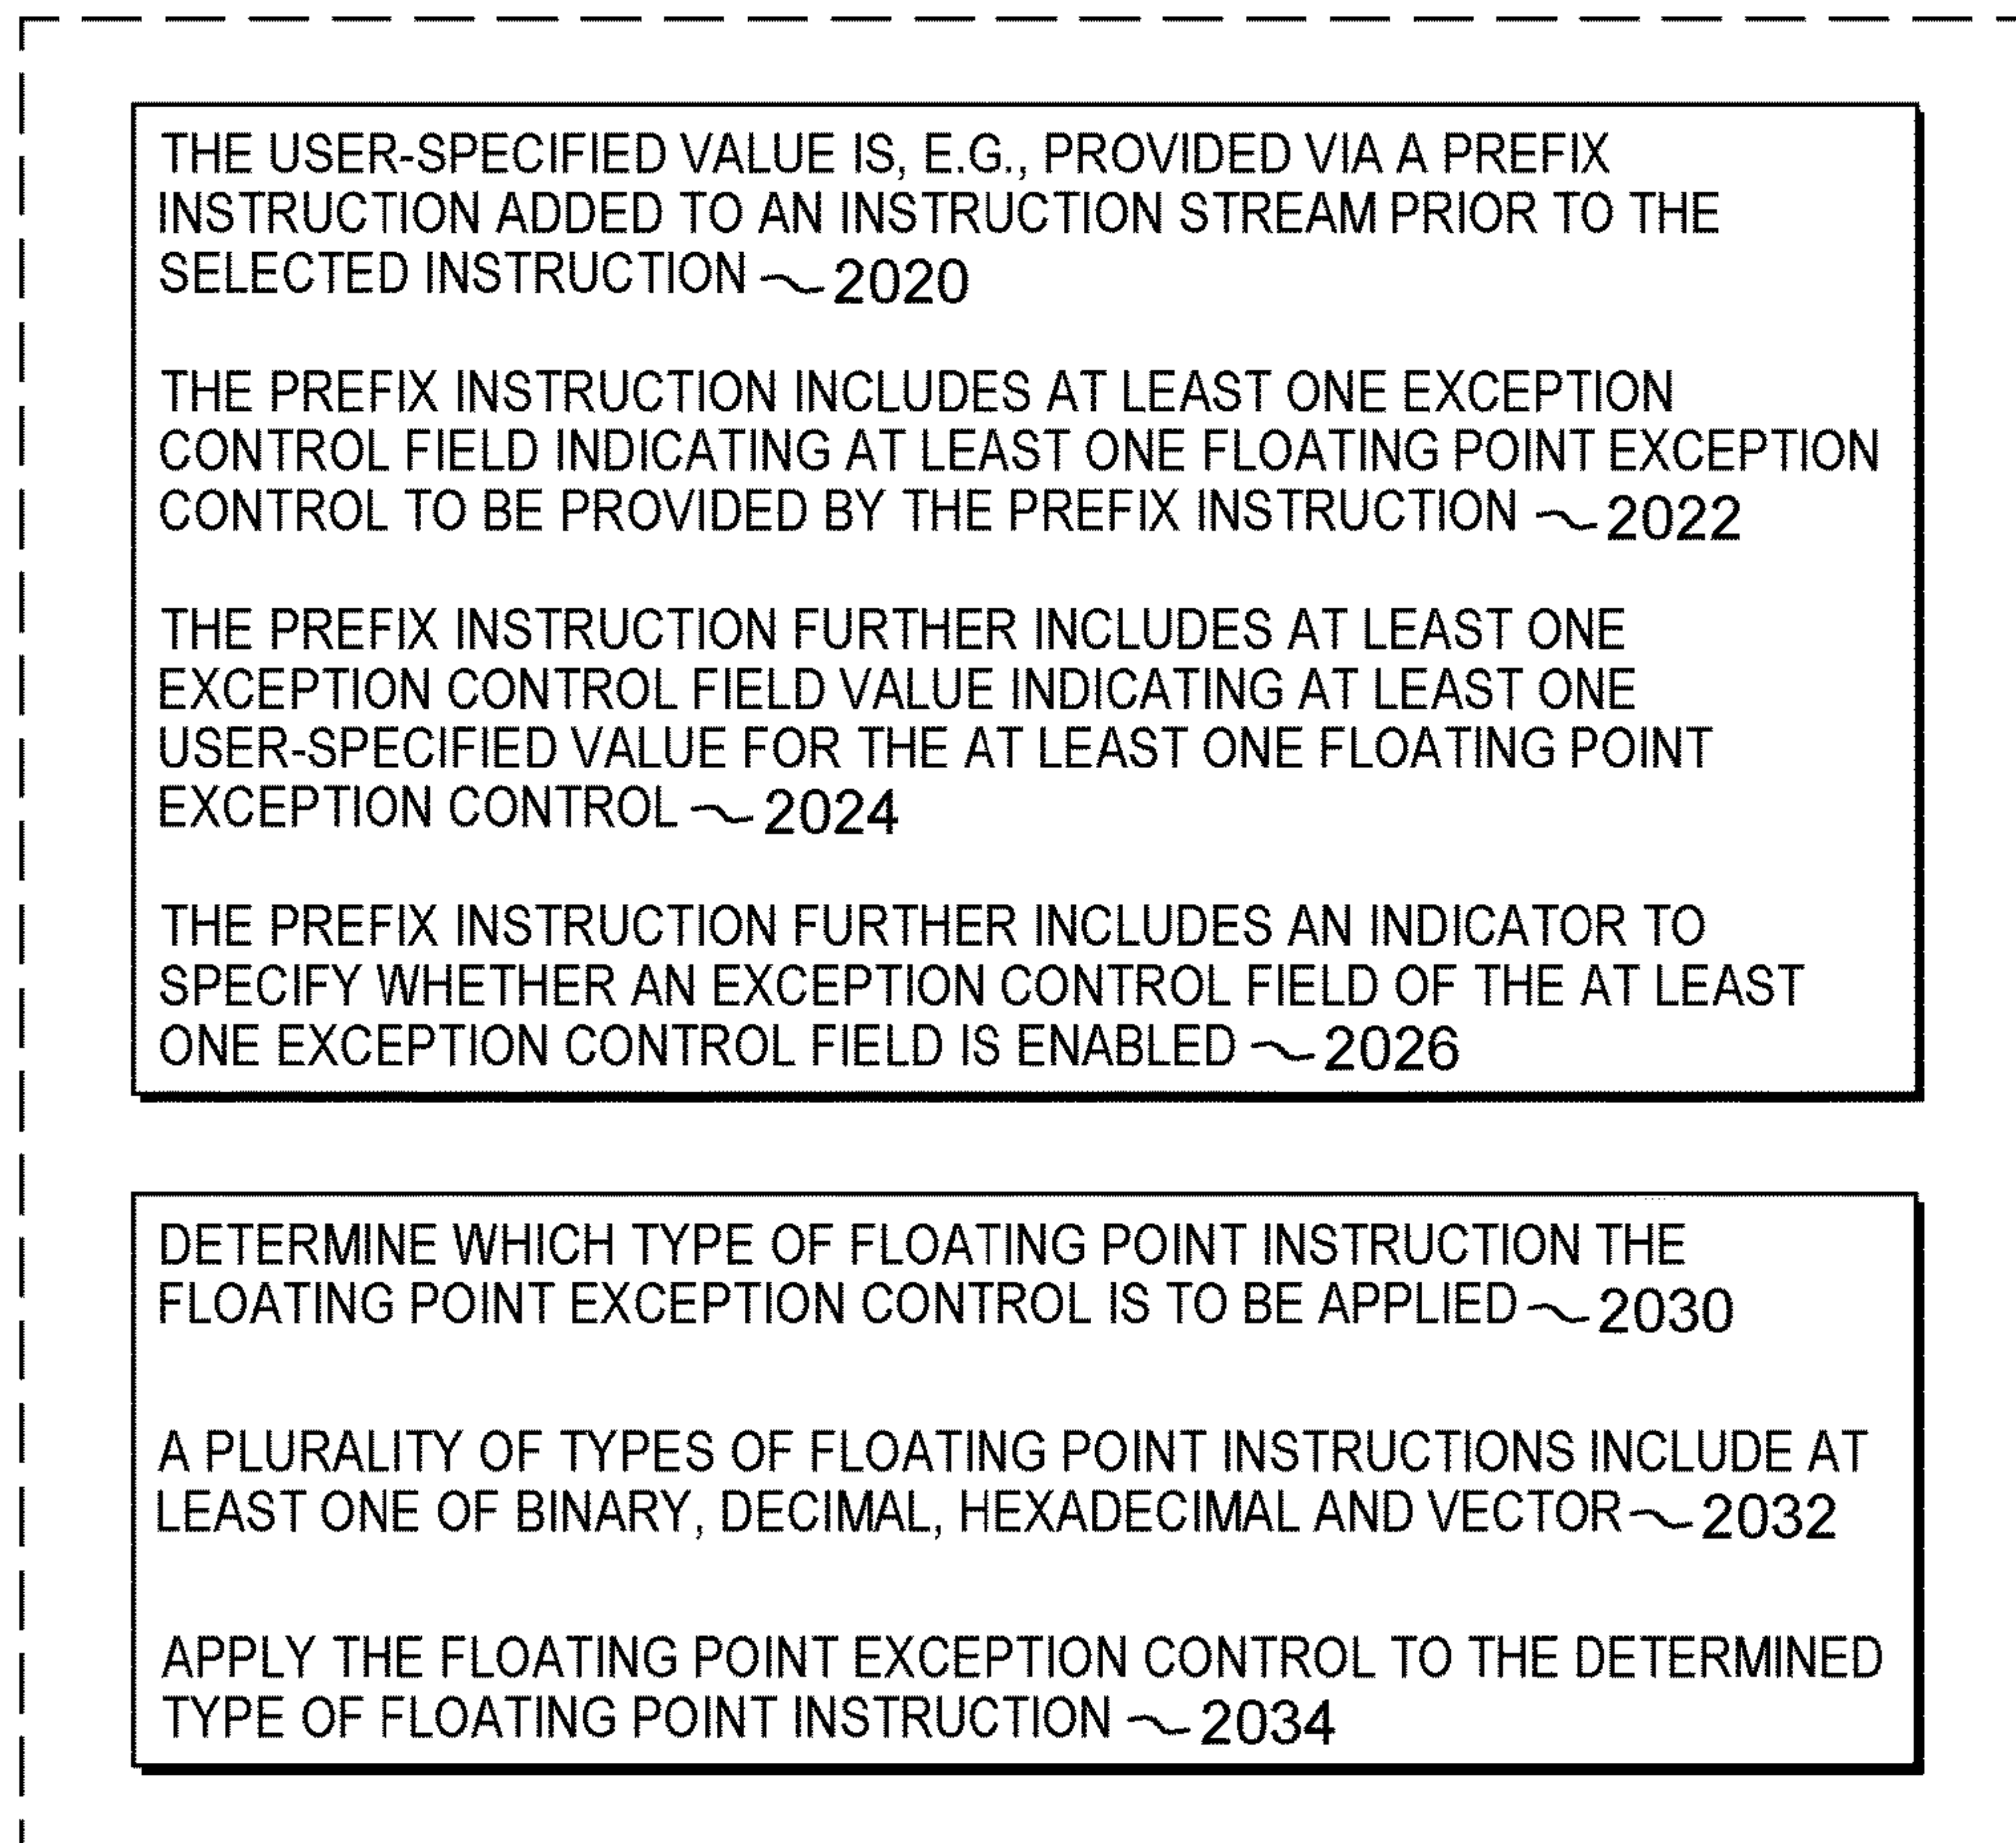 THE USER-SPECIFIED VALUE IS, E.G., PROVIDED VIA A PREFIX
INSTRUCTION ADDED TO AN INSTRUCTION STREAM PRIOR TO THE
SELECTED INSTRUCTION ~2020
THE PREFIX INSTRUCTION INCLUDES AT LEAST ONE EXCEPTION
CONTROL FIELD INDICATING AT LEAST ONE FLOATING POINT EXCEPTION
CONTROL TO BE PROVIDED BY THE PREFIX INSTRUCTION ~2022
THE PREFIX INSTRUCTION FURTHER INCLUDES AT LEAST ONE
EXCEPTION CONTROL FIELD VALUE INDICATING AT LEAST ONE
USER-SPECIFIED VALUE FOR THE AT LEAST ONE FLOATING POINT
EXCEPTION CONTROL ~2024
THE PREFIX INSTRUCTION FURTHER INCLUDES AN INDICATOR TO
SPECIFY WHETHER AN EXCEPTION CONTROL FIELD OF THE AT LEAST
ONE EXCEPTION CONTROL FIELD IS ENABLED ~2026
DETERMINE WHICH TYPE OF FLOATING POINT INSTRUCTION THE
FLOATING POINT EXCEPTION CONTROL IS TO BE APPLIED ~2030
A PLURALITY OF TYPES OF FLOATING POINT INSTRUCTIONS INCLUDE AT
LEAST ONE OF BINARY, DECIMAL, HEXADECIMAL AND VECTOR ~2032
APPLY THE FLOATING POINT EXCEPTION CONTROL TO THE DETERMINED
TYPE OF FLOATING POINT INSTRUCTION ~2034